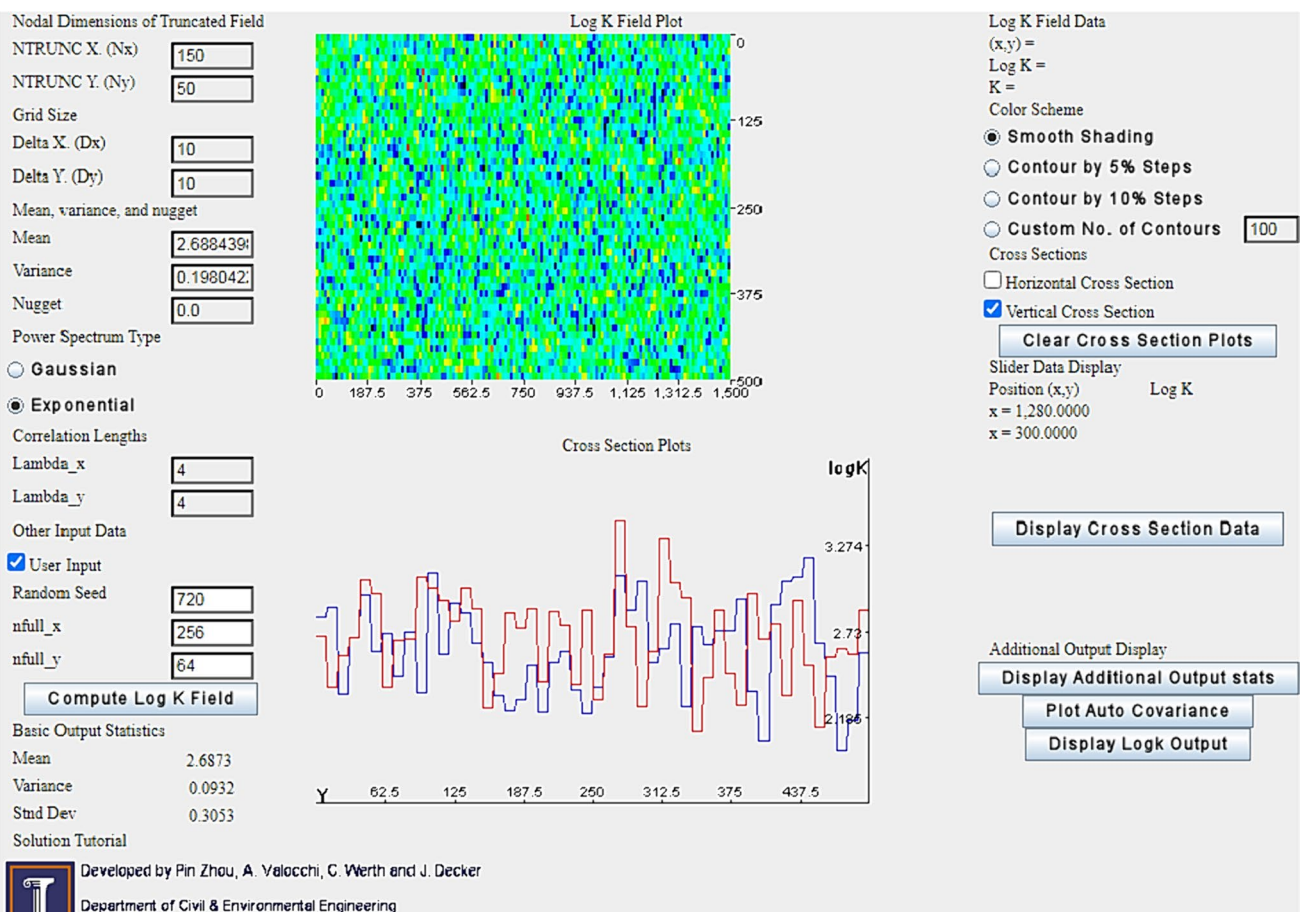 Nodal Dimensions of Truncated Field
NTRUNC X. (Nx) 150
NTRUNC Y. (Ny) 50
Grid Size
Delta X. (Dx) 10
Delta Y. (Dy) 10
Mean, variance, and nugget
Mean 2.688439
Variance 0.198042
Nugget 0.0
Power Spectrum Type
Gaussian
Exponential
Correlation Lengths
Lambda_x 4
Lambda_y 4
Other Input Data
User Input
Random Seed 720
nfull_x 256
nfull_y 64
Compute Log K Field
Basic Output Statistics
Mean 2.6873
Variance 0.0932
Stnd Dev 0.3053
Solution Tutorial
Developed by Pin Zhou, A. Valocchi, C. Werth and J. Decker
Department of Civil & Environmental Engineering
Log K Field Plot
0
125
250
375
500
0 187.5 375 562.5 750 937.5 1,125 1,312.5 1,500
Cross Section Plots
logK
3.274
2.73
2.186
Y 62.5 125 187.5 250 312.5 375 437.5
Log K Field Data
(x,y) =
Log K =
K =
Color Scheme
Smooth Shading
Contour by 5% Steps
Contour by 10% Steps
Custom No. of Contours 100
Cross Sections
Horizontal Cross Section
Vertical Cross Section
Clear Cross Section Plots
Slider Data Display
Position (x,y) Log K
x = 1,280.0000
x = 300.0000
Display Cross Section Data
Additional Output Display
Display Additional Output stats
Plot Auto Covariance
Display Logk Output